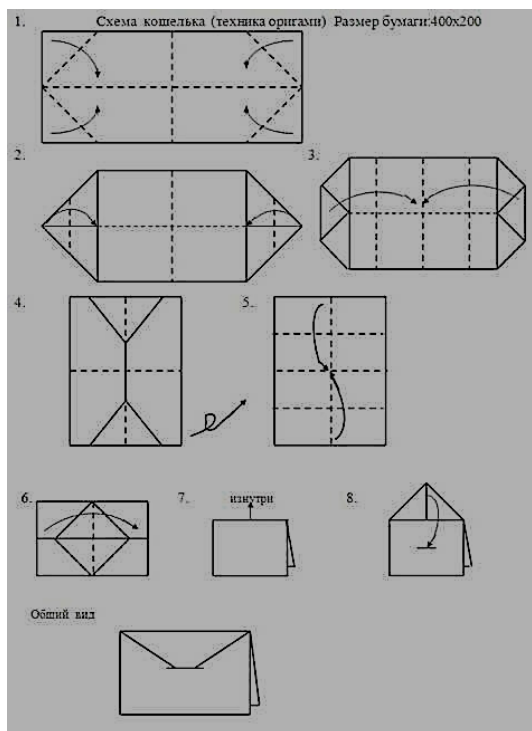 1. Схема кошелька (техника оригами) Размер бумаги:400х200
2.
3.
4.
5.
6.
7. изнутри
8.
Общий вид